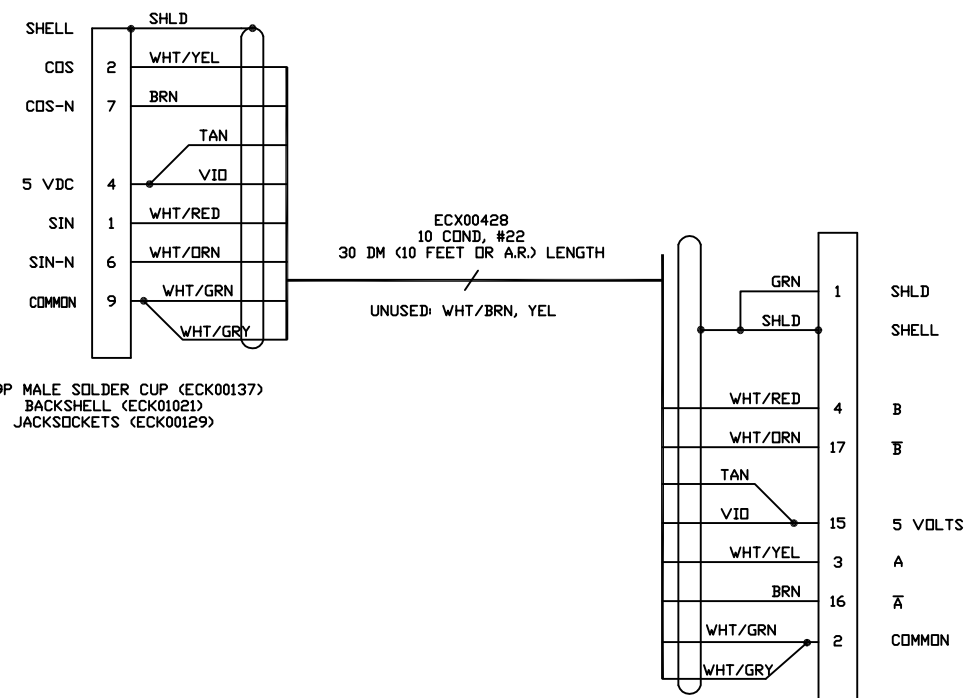 SHELL SHLD
COS 2 WHT/YEL
COS-N 7 BRN
TAN
5 VDC 4 VIO
SIN 1 WHT/RED
SIN-N 6 WHT/ORN
COMMON 9 WHT/GRN
WHT/GRY
9P MALE SOLDER CUP (ECK00137)
BACKSHELL (ECK01021)
JACKSOCKETS (ECK00129)
ECX00428
10 COND, #22
30 DM (10 FEET OR A.R.) LENGTH
UNUSED: WHT/BRN, YEL
GRN 1 SHLD
SHLD SHELL
WHT/RED 4 B
WHT/ORN 17 B̅
TAN
VIO 15 5 VOLTS
WHT/YEL 3 A
BRN 16 A̅
WHT/GRN 2 COMMON
WHT/GRY